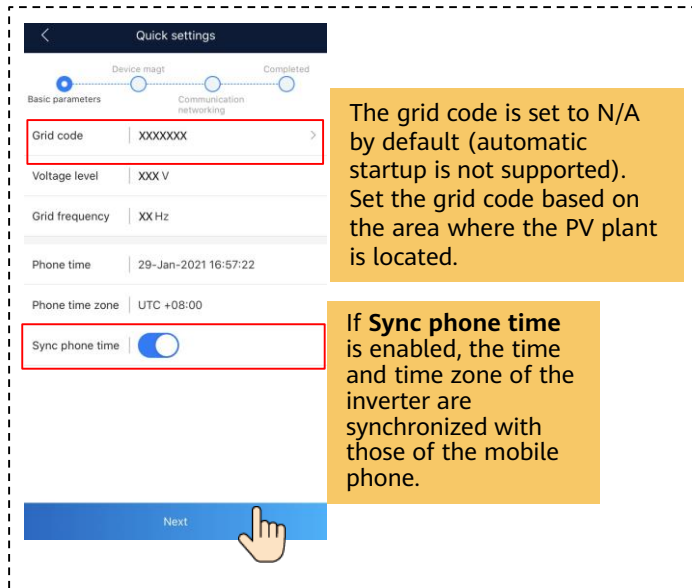 Quick settings
Device magt
Completed
Basic parameters
Communication
networking
Grid code
XXXXXXX
Voltage level
XXX V
Grid frequency
XX Hz
Phone time
29-Jan-2021 16:57:22
Phone time zone
UTC +08:00
Sync phone time
Next
The grid code is set to N/A
by default (automatic
startup is not supported).
Set the grid code based on
the area where the PV plant
is located.
If Sync phone time
is enabled, the time
and time zone of the
inverter are
synchronized with
those of the mobile
phone.